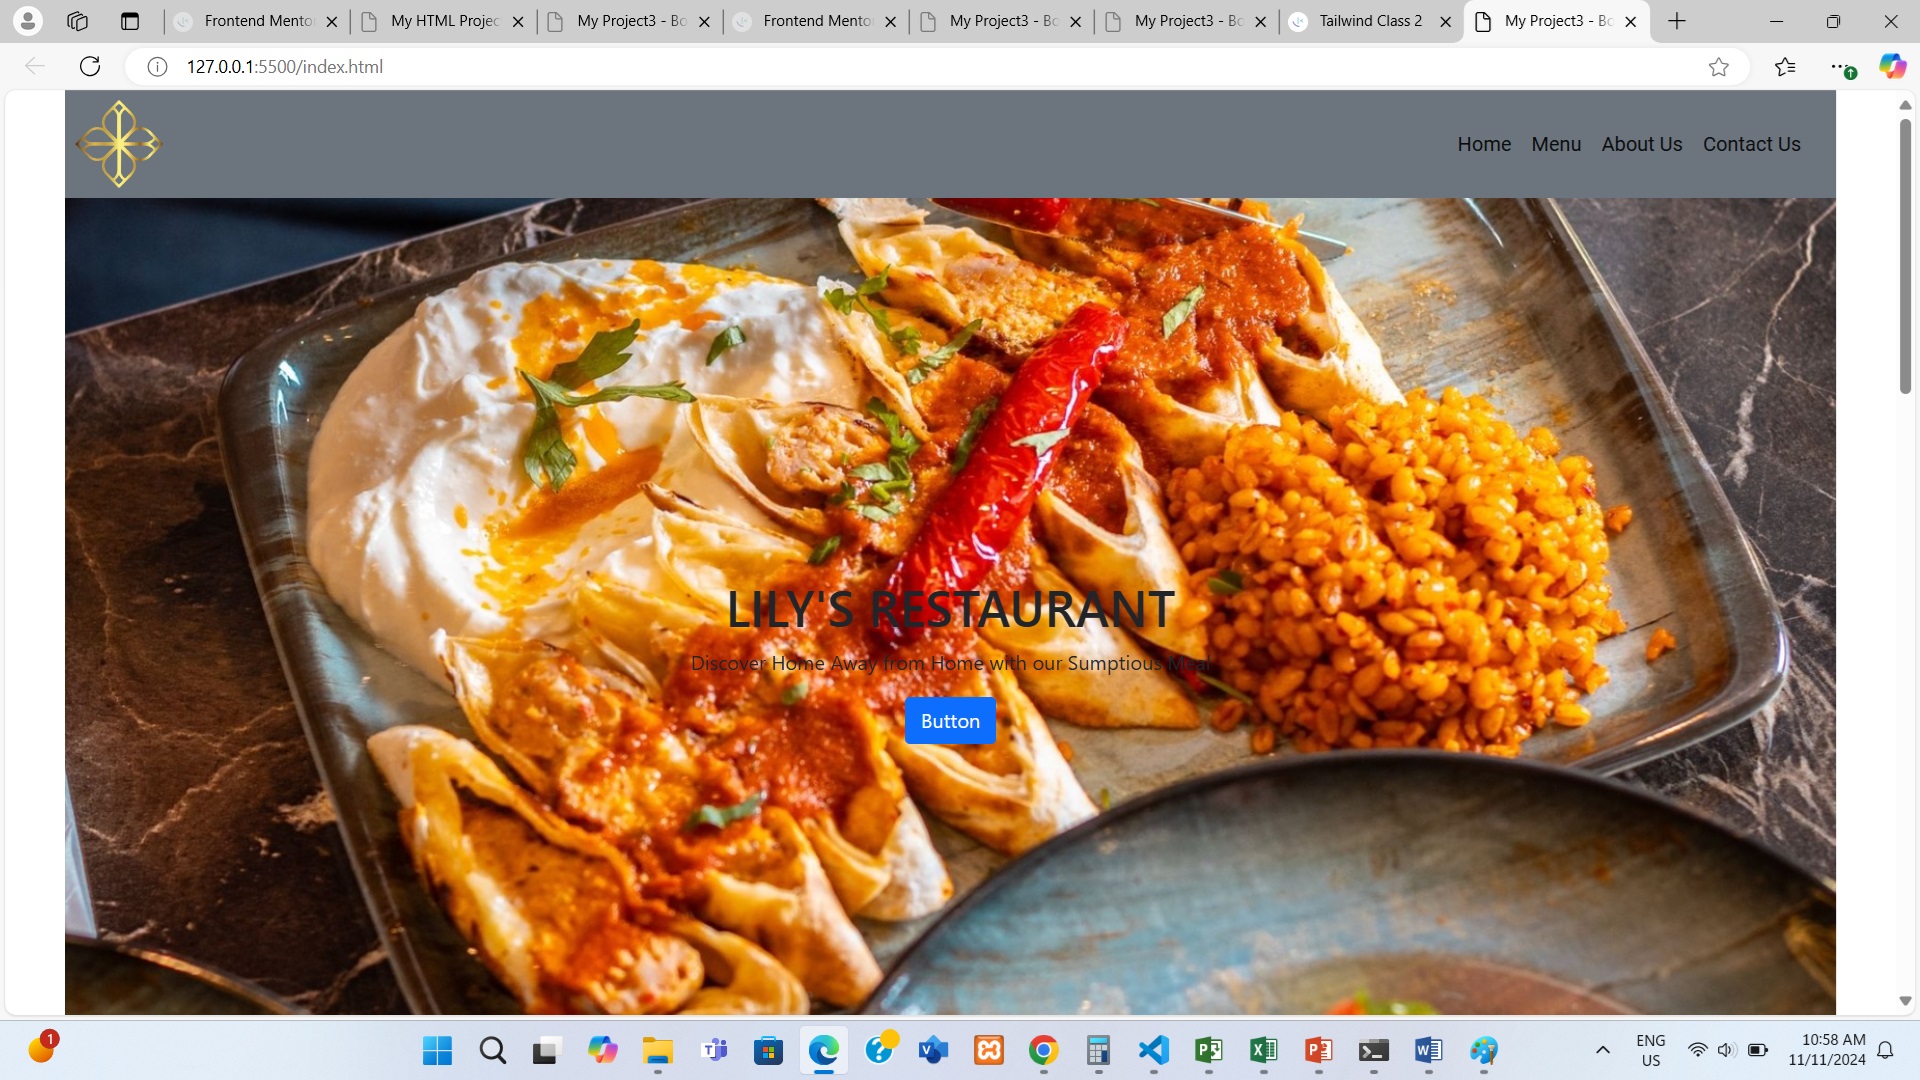 Frontend Mento
My HTML Projec
My Project3 - Bo
Frontend Mento
My Project3 - Bo
My Project3 - Bo
Tailwind Class 2
My Project3 - Bo
127.0.0.1:5500/index.html
Home Menu About Us Contact Us
LILY'S RESTAURANT
Discover Home Away from Home with our Sumptious Meal
Button
1
ENG
US
10:58 AM
11/11/2024